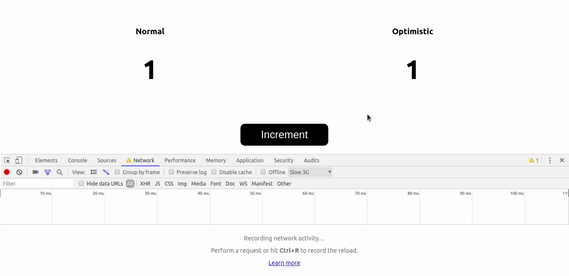 Normal Optimistic
1 1
Increment
Elements Console Sources Network Performance Memory Application Security Audits 1
View: Group by frame Preserve log Disable cache Offline Slow 3G
Filter Hide data URLs All XHR JS CSS Img Media Font Doc WS Manifest Other
10 ms 20 ms 30 ms 40 ms 50 ms 60 ms 70 ms 80 ms 90 ms 100 ms
Recording network activity…
Perform a request or hit Ctrl+R to record the reload.
Learn more